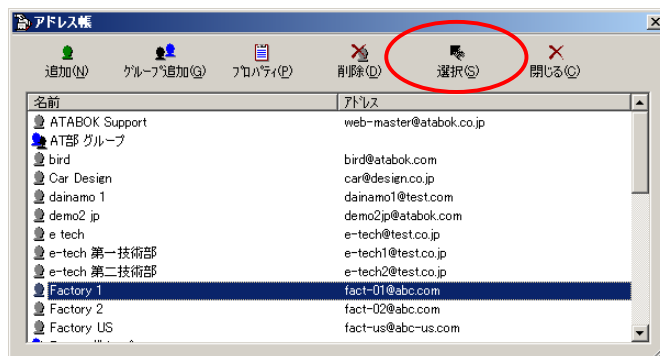 アドレス帳
追加(N) グループ追加(G) プロパティ(P) 削除(D) 選択(S) 閉じる(C)
名前 アドレス
ATABOK Support web-master@atabok.co.jp
AT部 グループ
bird bird@atabok.com
Car Design car@design.co.jp
dainamo 1 dainamo1@test.com
demo2 jp demo2jp@atabok.com
e tech e-tech@test.co.jp
e-tech 第一技術部 e-tech1@test.co.jp
e-tech 第二技術部 e-tech2@test.co.jp
Factory 1 fact-01@abc.com
Factory 2 fact-02@abc.com
Factory US fact-us@abc-us.com